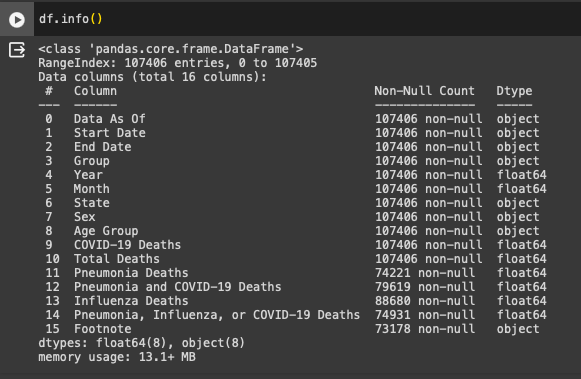 df.info()
<class 'pandas.core.frame.DataFrame'>
RangeIndex: 107406 entries, 0 to 107405
Data columns (total 16 columns):
 #   Column                                    Non-Null Count   Dtype
---  ------                                    --------------   -----
 0   Data As Of                                107406 non-null  object
 1   Start Date                                107406 non-null  object
 2   End Date                                  107406 non-null  object
 3   Group                                     107406 non-null  object
 4   Year                                      107406 non-null  float64
 5   Month                                     107406 non-null  float64
 6   State                                     107406 non-null  object
 7   Sex                                       107406 non-null  object
 8   Age Group                                 107406 non-null  object
 9   COVID-19 Deaths                           107406 non-null  float64
 10  Total Deaths                              107406 non-null  float64
 11  Pneumonia Deaths                          74221 non-null   float64
 12  Pneumonia and COVID-19 Deaths             79619 non-null   float64
 13  Influenza Deaths                          88680 non-null   float64
 14  Pneumonia, Influenza, or COVID-19 Deaths  74931 non-null   float64
 15  Footnote                                  73178 non-null   object
dtypes: float64(8), object(8)
memory usage: 13.1+ MB